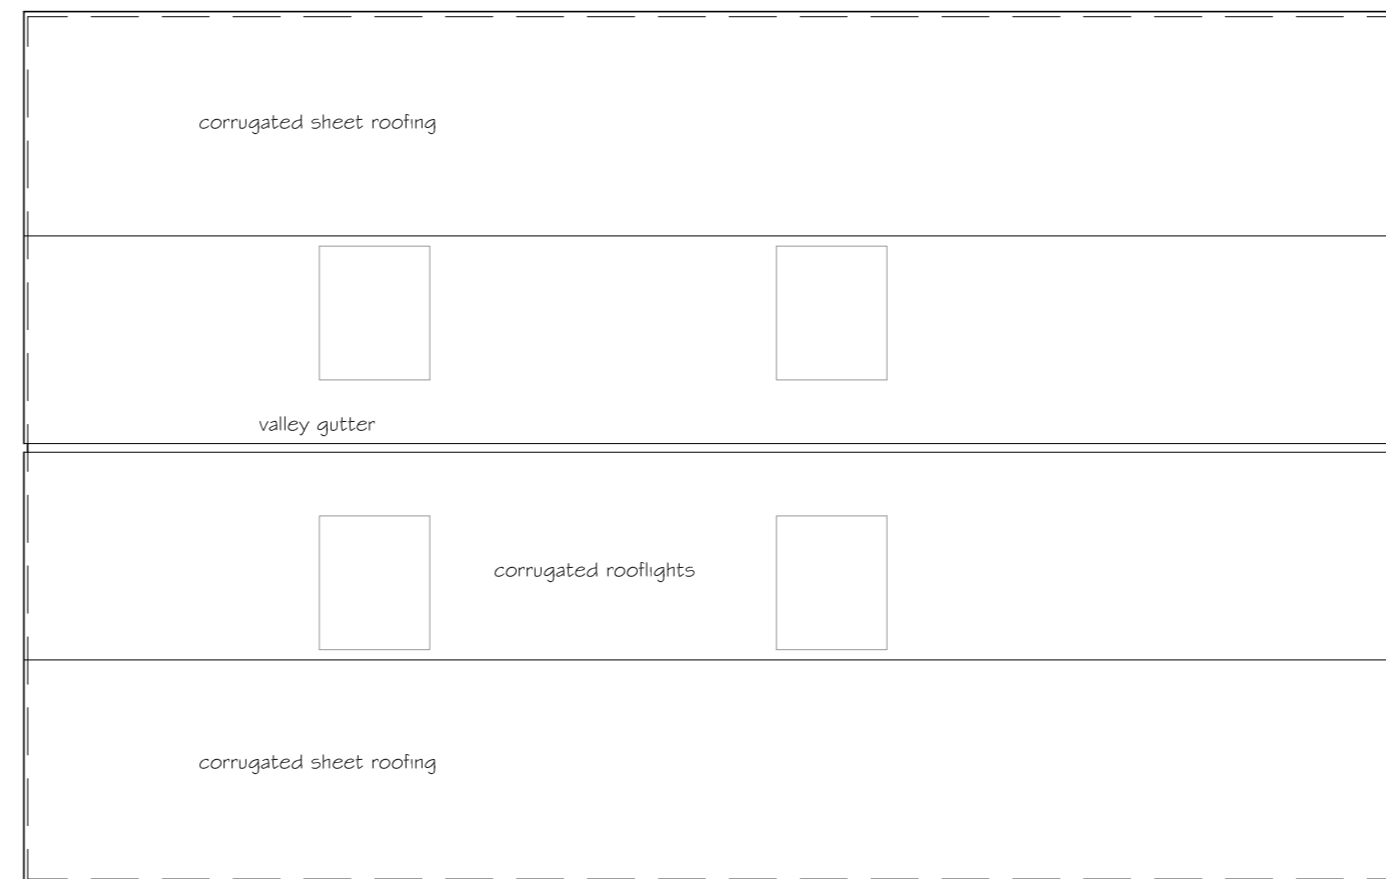 corrugated sheet roofing
valley gutter
corrugated rooflights
corrugated sheet roofing